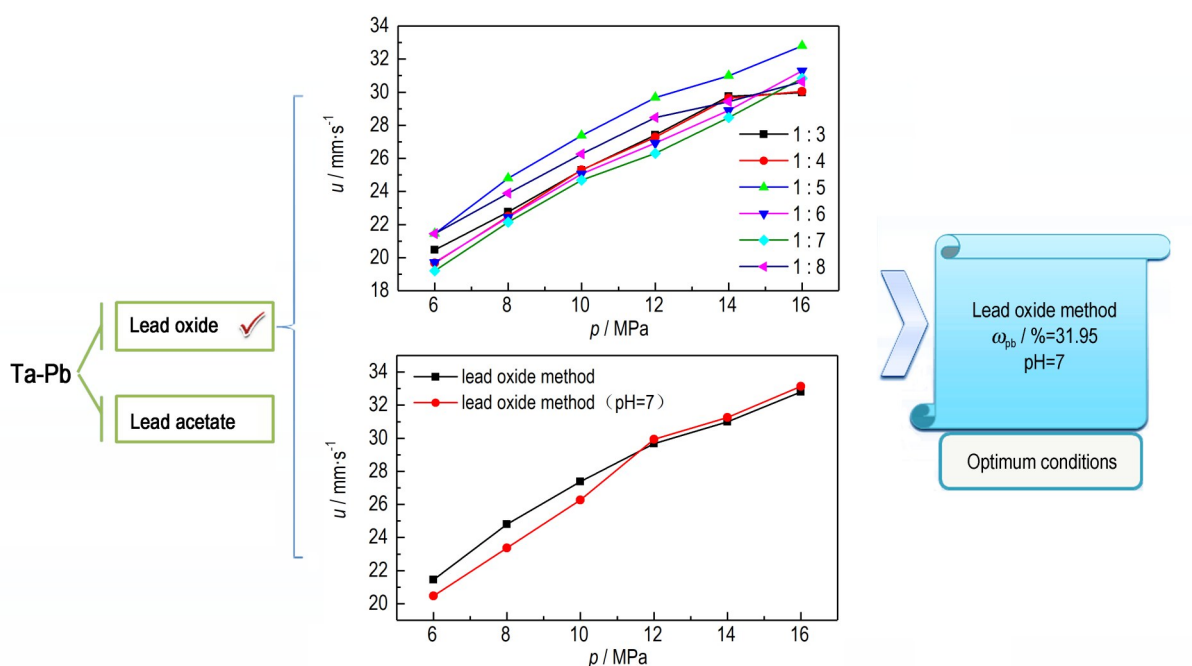 Ta-Pb
Lead oxide
Lead acetate
34
32
30
28
26
24
22
20
18
u / mm·s⁻¹
6 8 10 12 14 16
p / MPa
1 : 3
1 : 4
1 : 5
1 : 6
1 : 7
1 : 8
34
32
30
28
26
24
22
20
u / mm·s⁻¹
lead oxide method
lead oxide method（pH=7）
6 8 10 12 14 16
p / MPa
Lead oxide method
ω_pb / %=31.95
pH=7
Optimum conditions